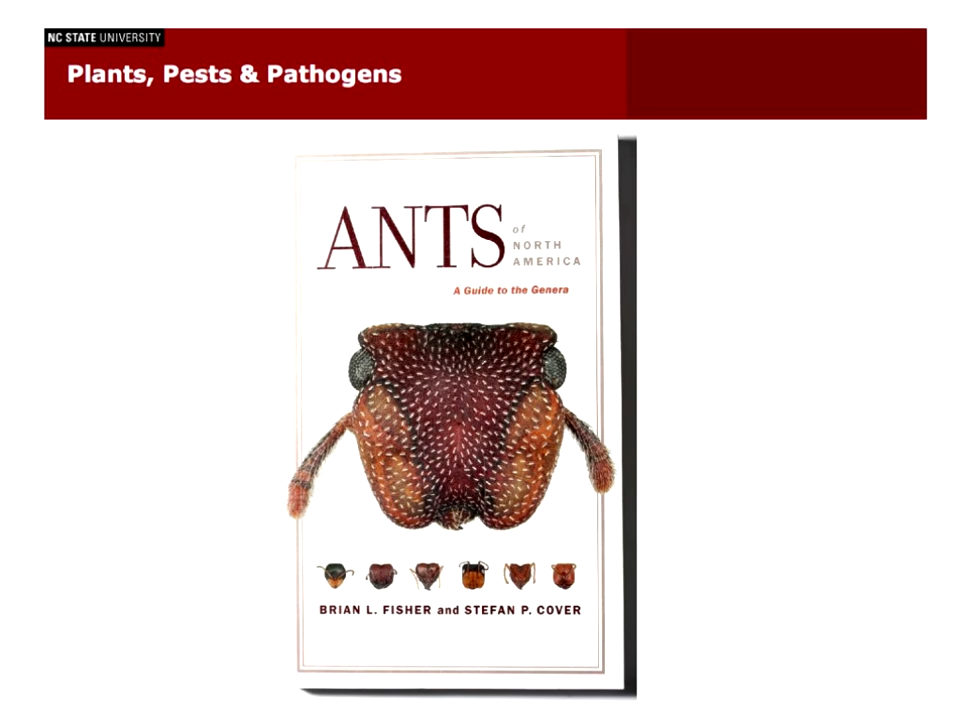 NC STATE UNIVERSITY
Plants, Pests & Pathogens
ANTS
of
NORTH
AMERICA
A Guide to the Genera
BRIAN L. FISHER and STEFAN P. COVER